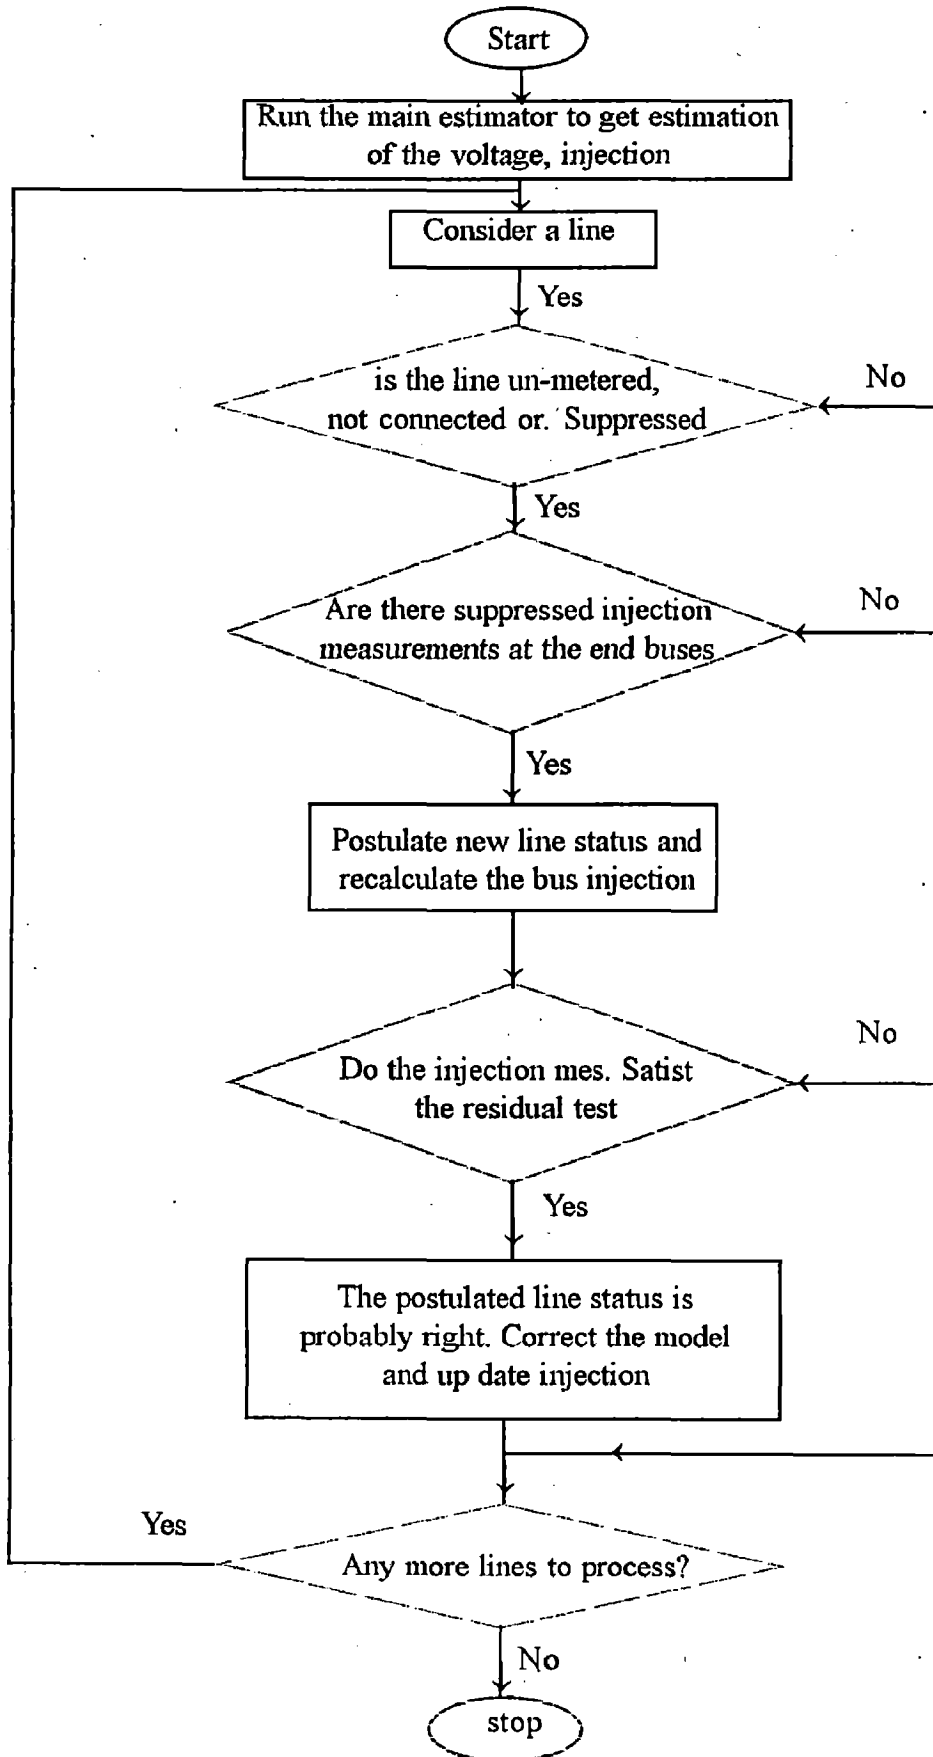 Start
Run the main estimator to get estimation
of the voltage, injection
Consider a line
Yes
is the line un-metered,
not connected or. Suppressed
No
Yes
Are there suppressed injection
measurements at the end buses
No
Yes
Postulate new line status and
recalculate the bus injection
Do the injection mes. Satist
the residual test
No
Yes
The postulated line status is
probably right. Correct the model
and up date injection
Yes
Any more lines to process?
No
stop